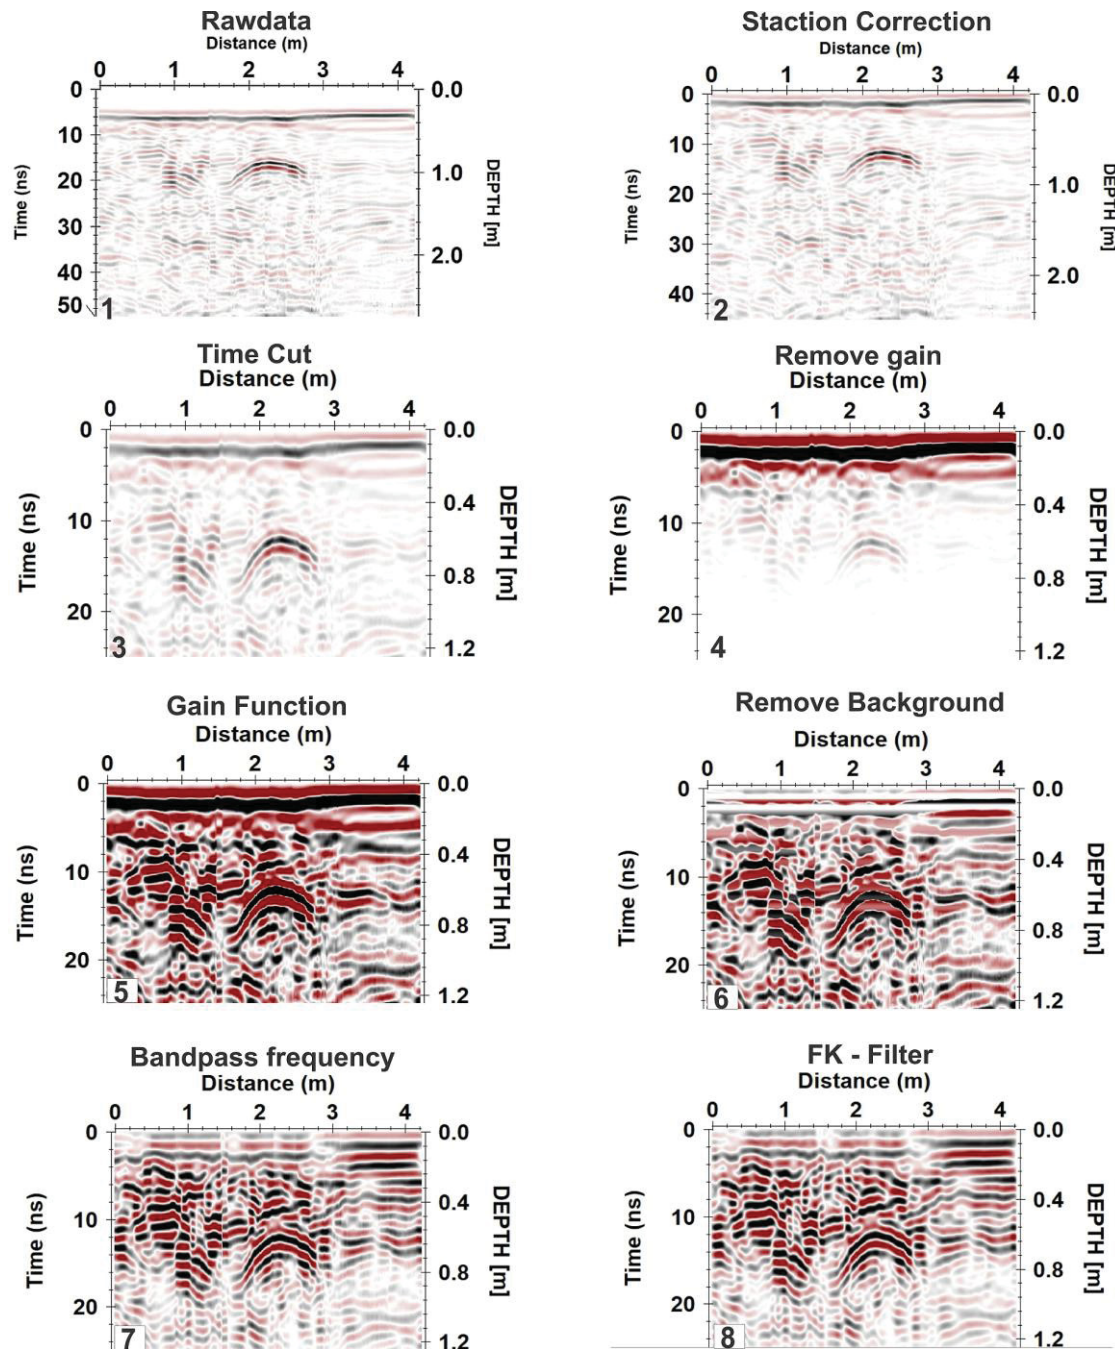 Rawdata
Distance (m)
0 1 2 3 4
0 10 20 30 40 50
Time (ns)
0.0 1.0 2.0
DEPTH [m]
1
Staction Correction
Distance (m)
0 1 2 3 4
0 10 20 30 40
Time (ns)
0.0 1.0 2.0
DEPTH [m]
2
Time Cut
Distance (m)
0 1 2 3 4
0 10 20
Time (ns)
0.0 0.4 0.8 1.2
DEPTH [m]
3
Remove gain
Distance (m)
0 1 2 3 4
0 10 20
Time (ns)
0.0 0.4 0.8 1.2
DEPTH [m]
4
Gain Function
Distance (m)
0 1 2 3 4
0 10 20
Time (ns)
0.0 0.4 0.8 1.2
DEPTH [m]
5
Remove Background
Distance (m)
0 1 2 3 4
0 10 20
Time (ns)
0.0 0.4 0.8 1.2
DEPTH [m]
6
Bandpass frequency
Distance (m)
0 1 2 3 4
0 10 20
Time (ns)
0.0 0.4 0.8 1.2
DEPTH [m]
7
FK - Filter
Distance (m)
0 1 2 3 4
0 10 20
Time (ns)
0.0 0.4 0.8 1.2
DEPTH [m]
8